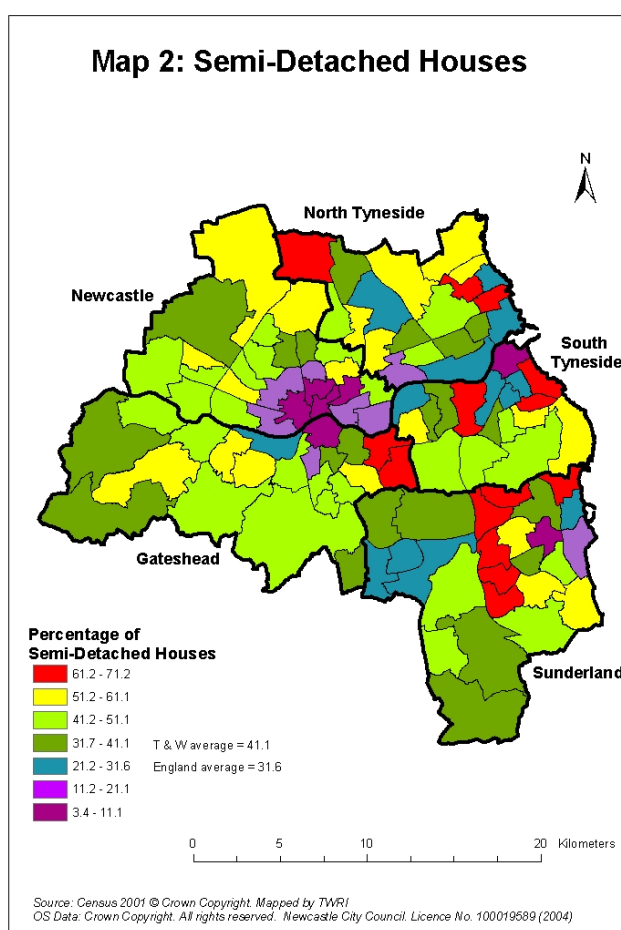 Map 2: Semi-Detached Houses
N
North Tyneside
Newcastle
South
Tyneside
Gateshead
Sunderland
Percentage of
Semi-Detached Houses
61.2 - 71.2
51.2 - 61.1
41.2 - 51.1
31.7 - 41.1 T & W average = 41.1
21.2 - 31.6 England average = 31.6
11.2 - 21.1
3.4 - 11.1
0 5 10 20 Kilometers
Source: Census 2001 © Crown Copyright. Mapped by TWRI
OS Data: Crown Copyright. All rights reserved. Newcastle City Council. Licence No. 100019589 (2004)